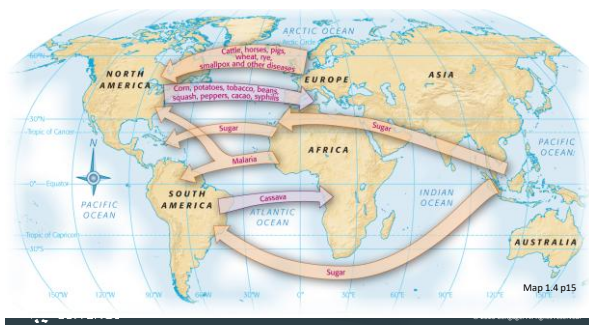 ARCTIC OCEAN
Cattle, horses, pigs,
wheat, rye,
smallpox and other diseases
NORTH
AMERICA
EUROPE
ASIA
Corn, potatoes, tobacco, beans,
squash, peppers, cacao, syphilis
30°N
Tropic of Cancer
Sugar
Sugar
N
AFRICA
PACIFIC
OCEAN
Malaria
0°
Equator
SOUTH
AMERICA
Cassava
INDIAN
OCEAN
PACIFIC
OCEAN
ATLANTIC
OCEAN
Tropic of Capricorn
AUSTRALIA
30°S
Sugar
Map 1.4 p15
150°W
120°W
90°W
60°W
30°W
0°
30°E
60°E
90°E
120°E